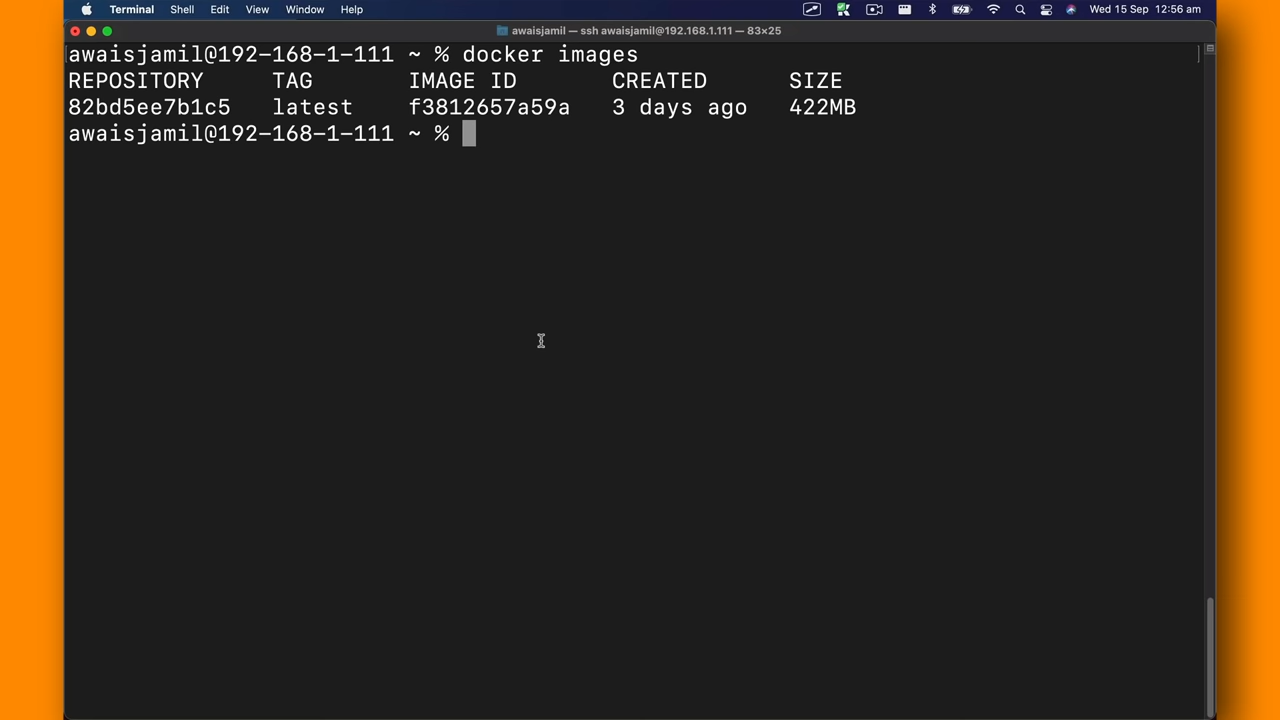 Terminal Shell Edit View Window Help Wed 15 Sep 12:56 am
awaisjamil — ssh awaisjamil@192.168.1.111 — 83×25
awaisjamil@192-168-1-111 ~ % docker images
REPOSITORY TAG IMAGE ID CREATED SIZE
82bd5ee7b1c5 latest f3812657a59a 3 days ago 422MB
awaisjamil@192-168-1-111 ~ %